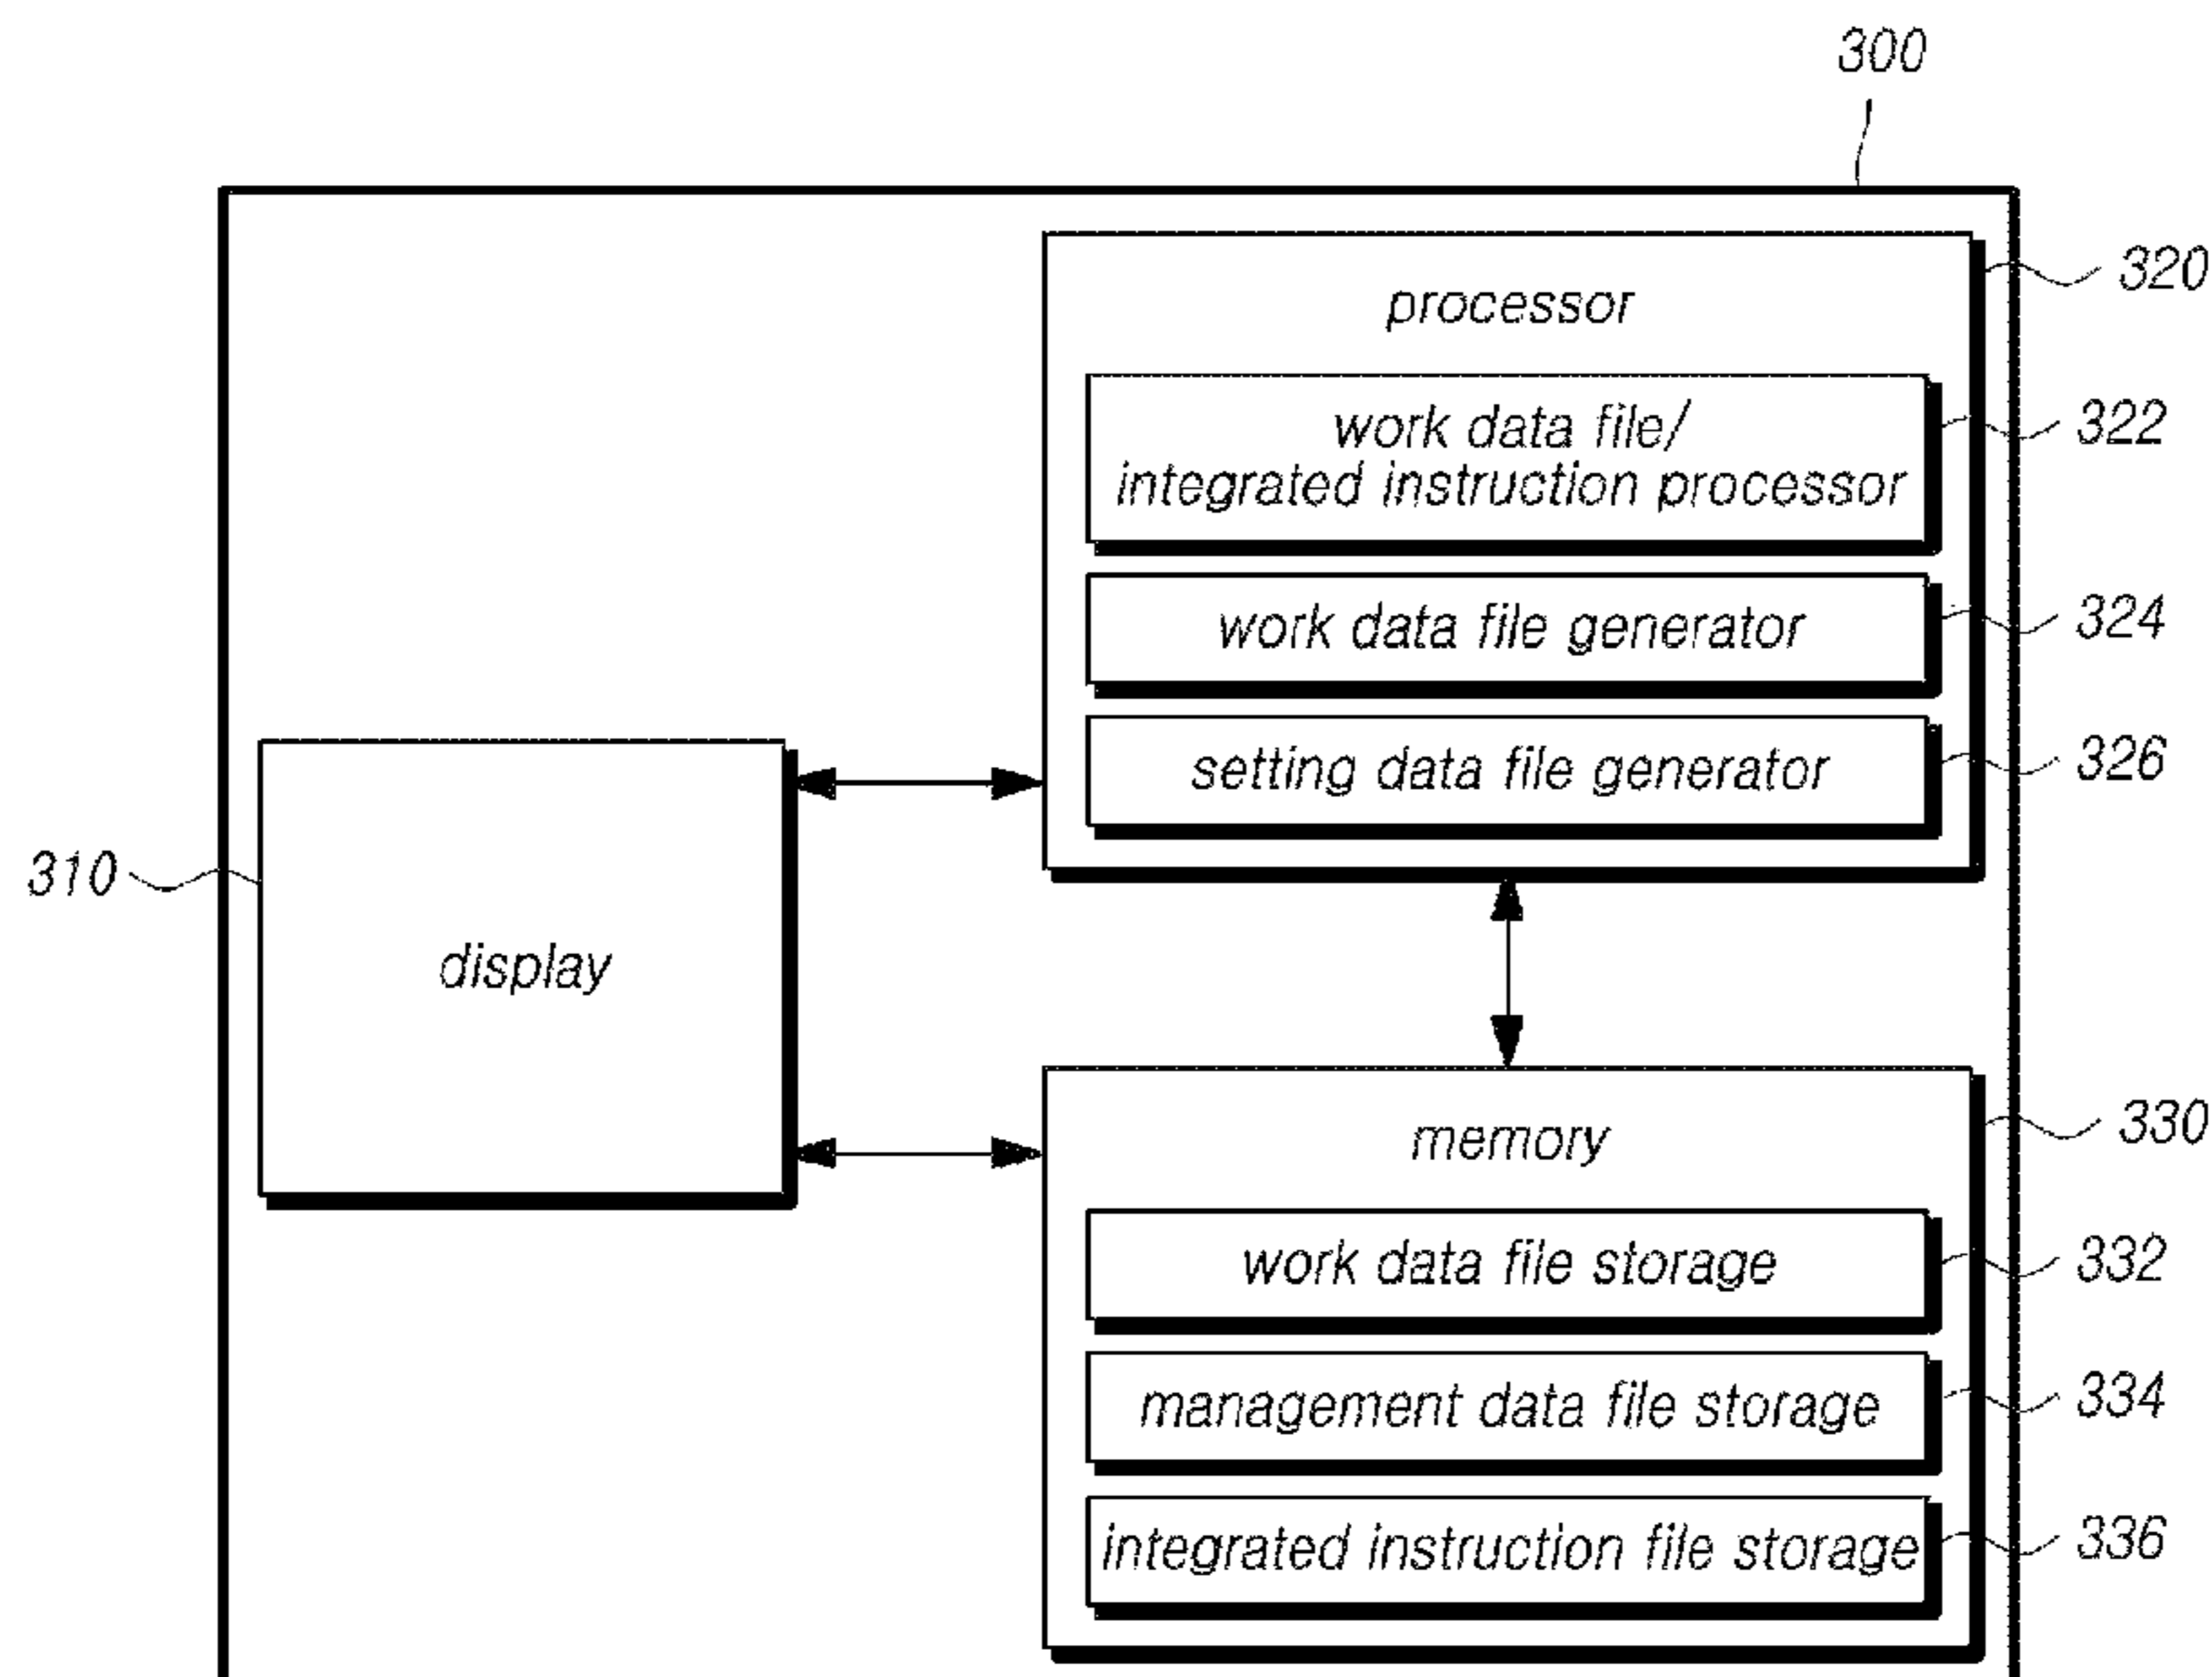 300
processor
320
work data file/
integrated instruction processor
322
work data file generator
324
setting data file generator
326
310
display
memory
330
work data file storage
332
management data file storage
334
integrated instruction file storage
336